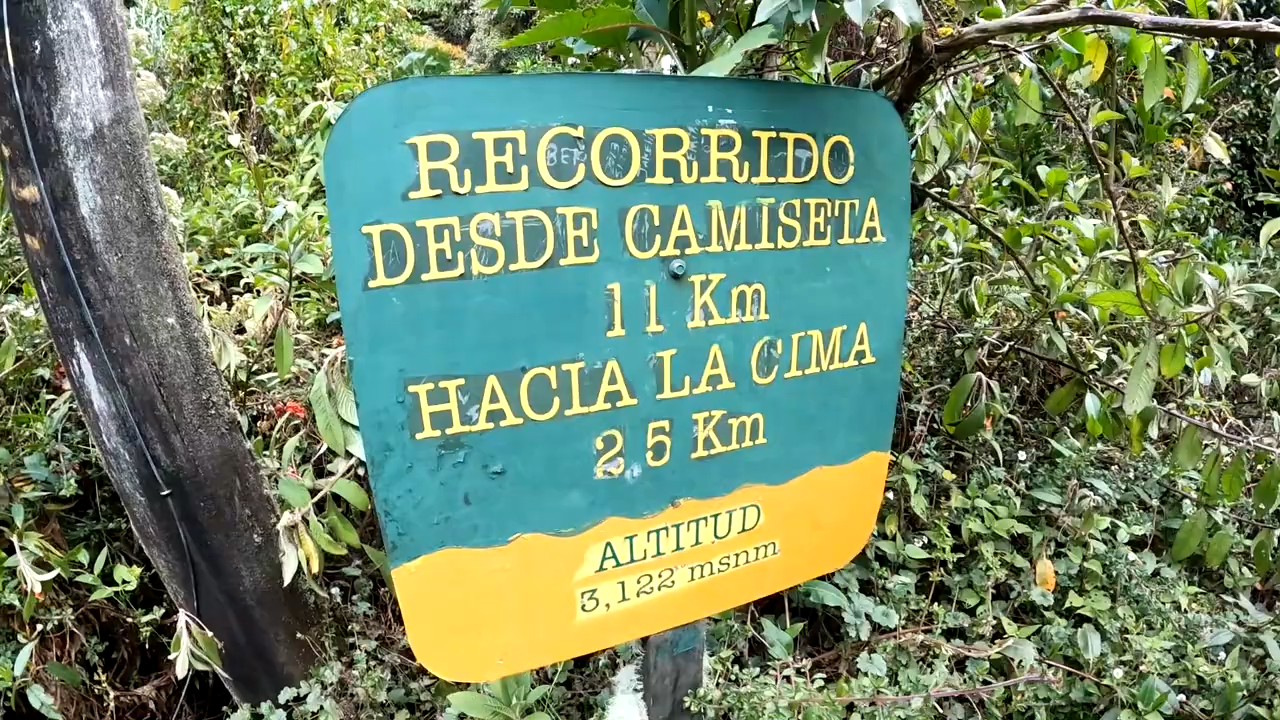 RECORRIDO
DESDE CAMISETA
11 Km
HACIA LA CIMA
2 5 Km
ALTITUD
3,122 msnm